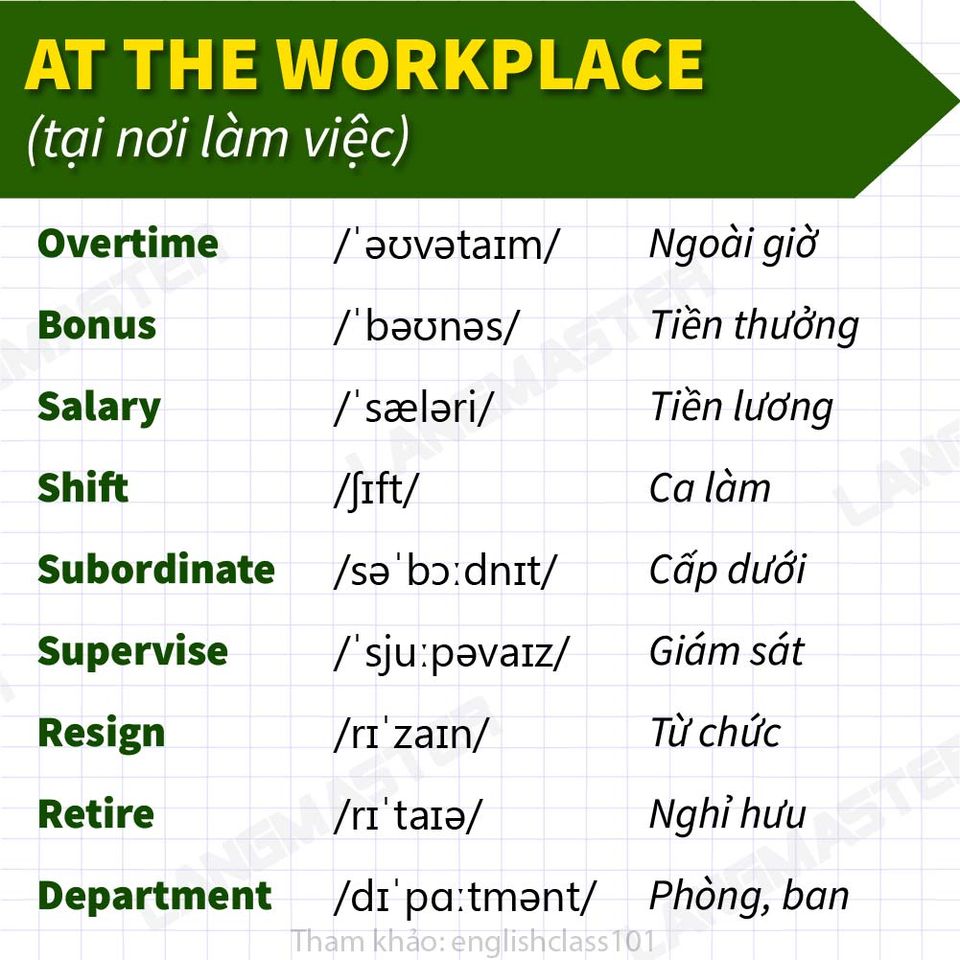 AT THE WORKPLACE
(tại nơi làm việc)
Overtime /ˈəʊvətaɪm/ Ngoài giờ
Bonus /ˈbəʊnəs/ Tiền thưởng
Salary /ˈsæləri/ Tiền lương
Shift /ʃɪft/ Ca làm
Subordinate /səˈbɔːdnɪt/ Cấp dưới
Supervise /ˈsjuːpəvaɪz/ Giám sát
Resign /rɪˈzaɪn/ Từ chức
Retire /rɪˈtaɪə/ Nghỉ hưu
Department /dɪˈpɑːtmənt/ Phòng, ban
Tham khảo: englishclass101
LANGMASTER